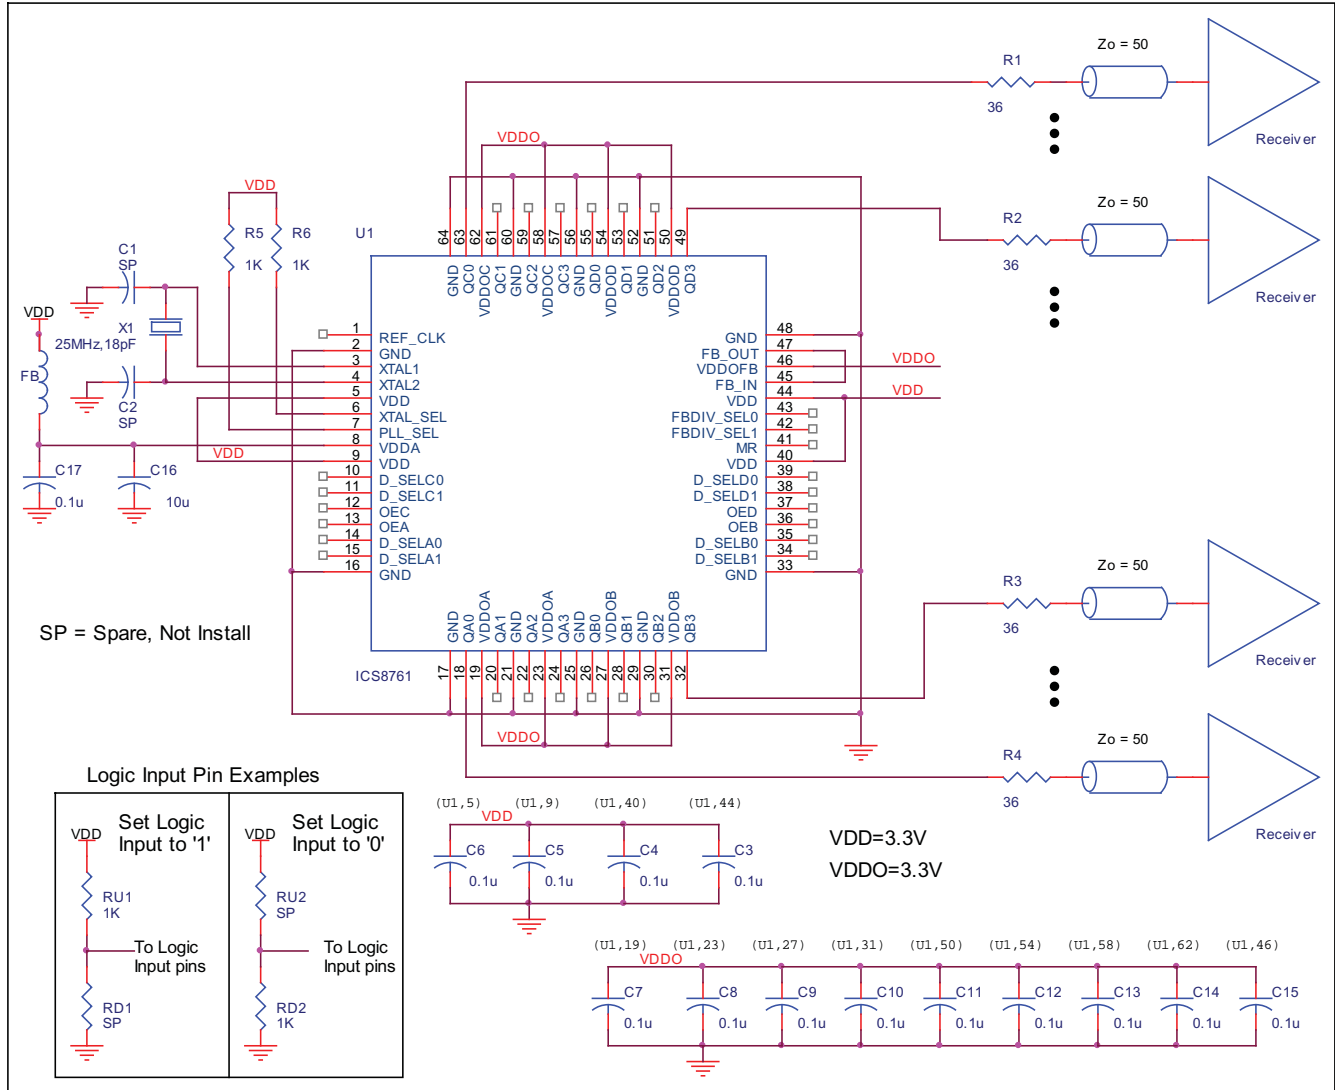 Zo = 50
R1
36
Receiver
Zo = 50
R2
36
Receiver
VDDO
64
63
62
61
60
59
58
57
56
55
54
53
52
51
50
49
GND
QC0
VDDOC
QC1
GND
QC2
VDDOC
QC3
GND
QD0
VDDOD
QD1
GND
QD2
VDDOD
QD3
VDD
R5
1K
R6
1K
U1
C1
SP
VDD
X1
25MHz,18pF
FB
C2
SP
VDD
C17
0.1u
C16
10u
1
REF_CLK
2
GND
3
XTAL1
4
XTAL2
5
VDD
6
XTAL_SEL
7
PLL_SEL
8
VDDA
9
VDD
10
D_SELC0
11
D_SELC1
12
OEC
13
OEA
14
D_SELA0
15
D_SELA1
16
GND
GND
48
FB_OUT
47
VDDOFB
46
FB_IN
45
VDD
44
FBDIV_SEL0
43
FBDIV_SEL1
42
MR
41
VDD
40
D_SELD0
39
D_SELD1
38
OED
37
OEB
36
D_SELB0
35
D_SELB1
34
GND
33
VDDO
VDD
GND
QA0
VDDOA
QA1
GND
QA2
VDDOA
QA3
GND
QB0
VDDOB
QB1
GND
QB2
VDDOB
QB3
17
18
19
20
21
22
23
24
25
26
27
28
29
30
31
32
ICS8761
VDDO
SP = Spare, Not Install
Zo = 50
R3
36
Receiver
Zo = 50
R4
36
Receiver
Logic Input Pin Examples
Set Logic
Input to '1'
VDD
RU1
1K
To Logic
Input pins
RD1
SP
Set Logic
Input to '0'
VDD
RU2
SP
To Logic
Input pins
RD2
1K
(U1,5)
(U1,9)
(U1,40)
(U1,44)
VDD
C6
0.1u
C5
0.1u
C4
0.1u
C3
0.1u
VDD=3.3V
VDDO=3.3V
(U1,19)
(U1,23)
(U1,27)
(U1,31)
(U1,50)
(U1,54)
(U1,58)
(U1,62)
(U1,46)
VDDO
C7
0.1u
C8
0.1u
C9
0.1u
C10
0.1u
C11
0.1u
C12
0.1u
C13
0.1u
C14
0.1u
C15
0.1u